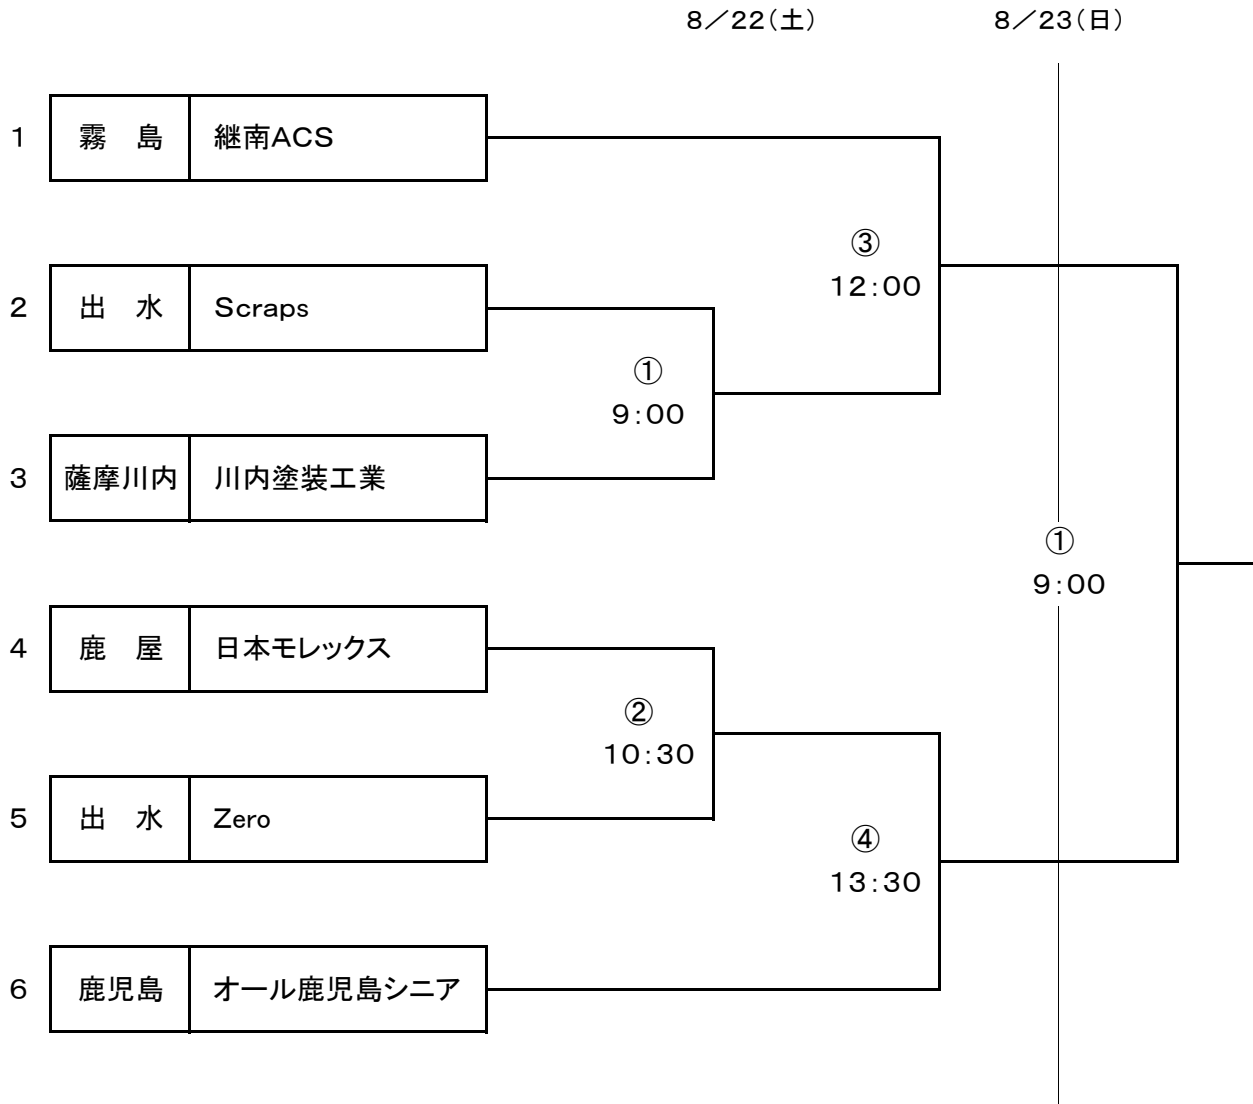 8／22（土）　8／23（日）
1　霧　島　継南ACS
③
12：00
2　出　水　Scraps
①
9：00
3　薩摩川内　川内塗装工業
①
9：00
4　鹿　屋　日本モレックス
②
10：30
5　出　水　Zero
④
13：30
6　鹿児島　オール鹿児島シニア